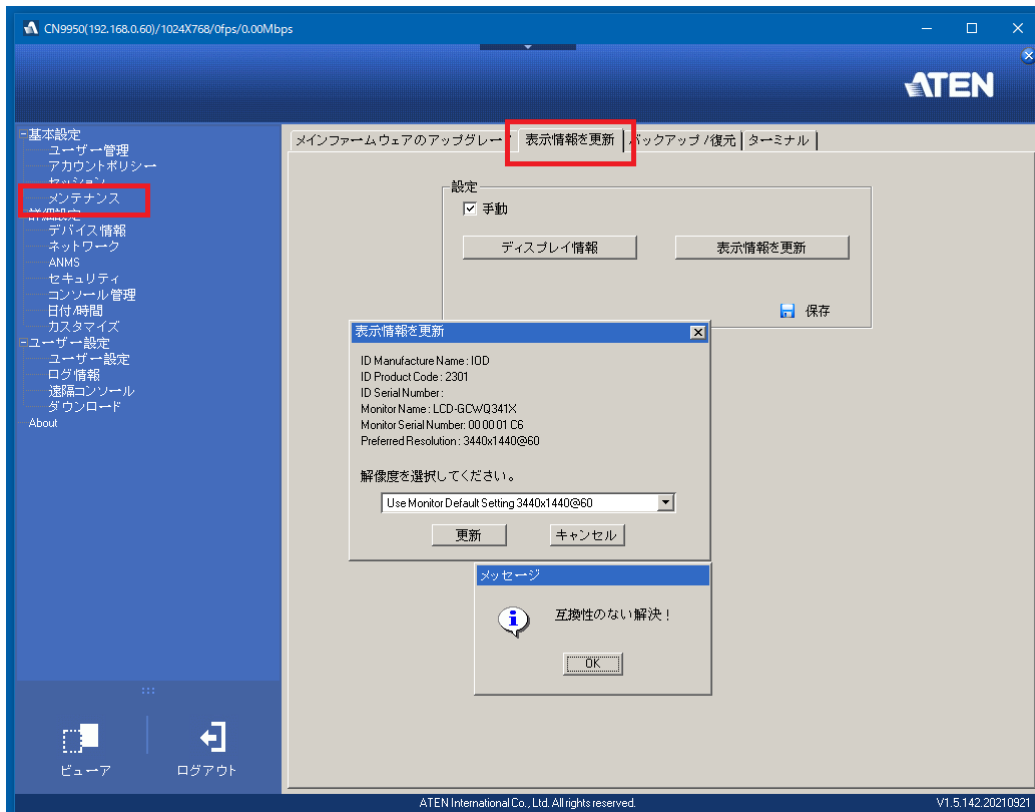 CN9950(192.168.0.60)/1024X768/0fps/0.00Mbps
ATEN
基本設定
ユーザー管理
アカウントポリシー
セッション
メンテナンス
詳細設定
デバイス情報
ネットワーク
ANMS
セキュリティ
コンソール管理
日付/時間
カスタマイズ
ユーザー設定
ユーザー設定
ログ情報
遠隔コンソール
ダウンロード
About
メインファームウェアのアップグレード 表示情報を更新 バックアップ/復元 ターミナル
設定
手動
ディスプレイ情報 表示情報を更新
保存
表示情報を更新
ID Manufacture Name : IOD
ID Product Code : 2301
ID Serial Number :
Monitor Name : LCD-GCWQ341X
Monitor Serial Number: 00 00 01 C6
Preferred Resolution : 3440x1440@60
解像度を選択してください。
Use Monitor Default Setting 3440x1440@60
更新 キャンセル
メッセージ
互換性のない解決！
OK
ビューア ログアウト
ATEN International Co., Ltd. All rights reserved.
V1.5.142.20210921